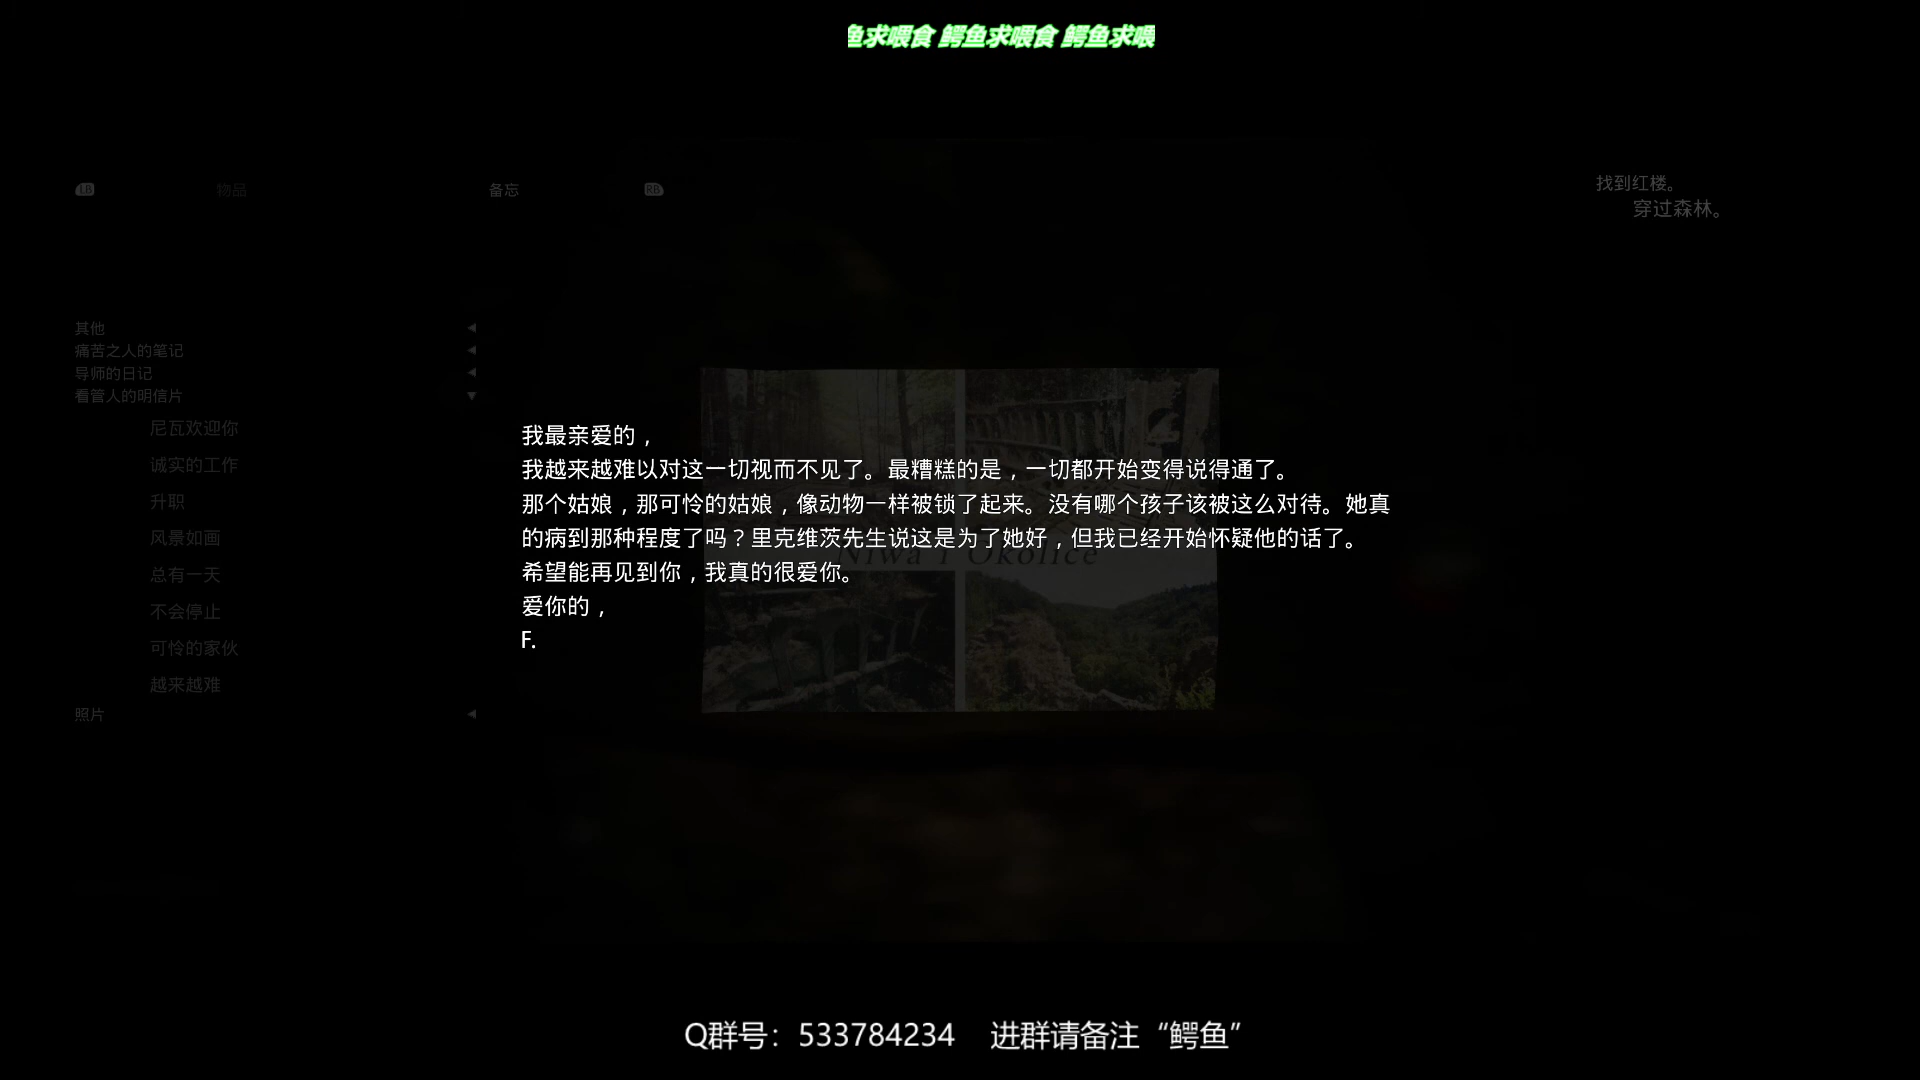 鱼求喂食 鳄鱼求喂食 鳄鱼求喂
LB 物品 备忘 RB
找到红楼。
穿过森林。
其他
痛苦之人的笔记
导师的日记
看管人的明信片
尼瓦欢迎你
诚实的工作
升职
风景如画
总有一天
不会停止
可怜的家伙
越来越难
照片
我最亲爱的，
我越来越难以对这一切视而不见了。最糟糕的是，一切都开始变得说得通了。
那个姑娘，那可怜的姑娘，像动物一样被锁了起来。没有哪个孩子该被这么对待。她真
的病到那种程度了吗？里克维茨先生说这是为了她好，但我已经开始怀疑他的话了。
Niwa i Okolice
希望能再见到你，我真的很爱你。
爱你的，
F.
Q群号：533784234 进群请备注“鳄鱼”